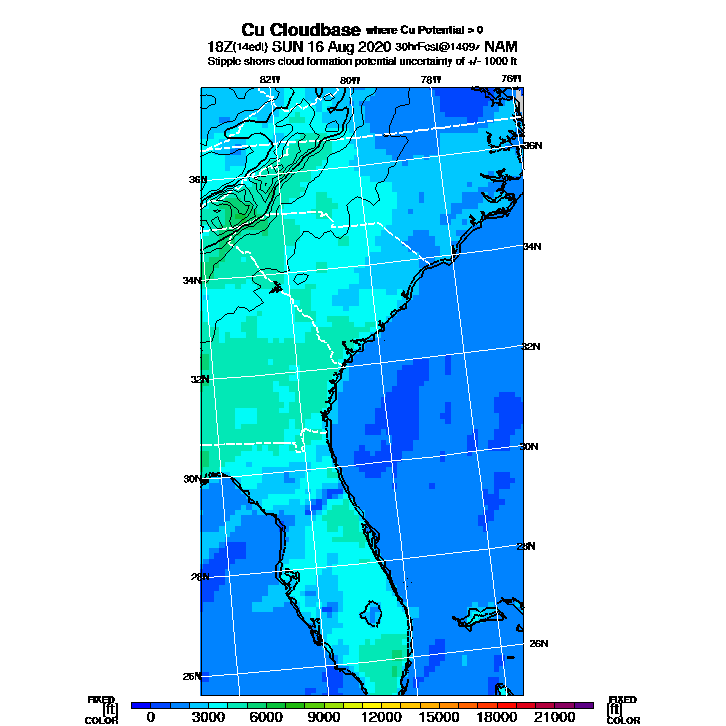 Cu Cloudbase where Cu Potential > 0
18Z(14edt) SUN 16 Aug 2020 30hrFcst@1409z NAM
Stipple shows cloud formation potential uncertainty of +/- 1000 ft
82W 80W 78W 76W
36N
36N
34N
34N
32N
32N
30N
30N
28N
28N
26N
26N
FIXED FIXED
[ft] [ft]
COLOR COLOR
0 3000 6000 9000 12000 15000 18000 21000